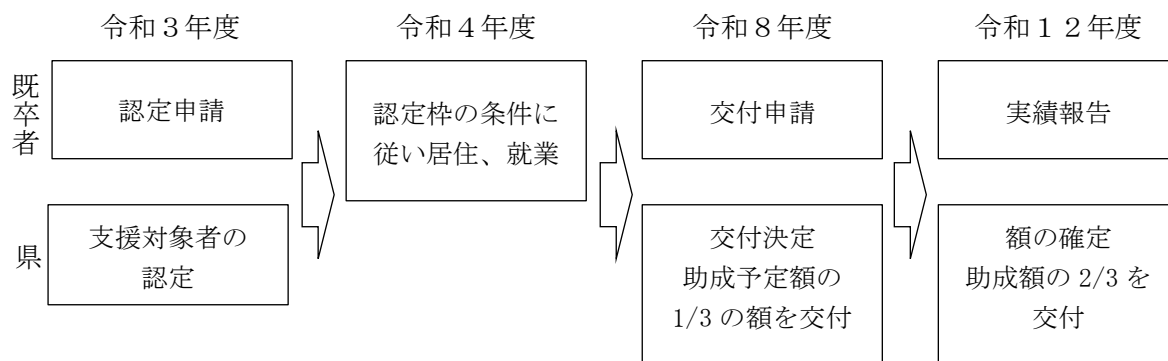 令和３年度
令和４年度
令和８年度
令和１２年度
既卒者
認定申請
認定枠の条件に
従い居住、就業
交付申請
実績報告
県
支援対象者の
認定
交付決定
助成予定額の
1/3 の額を交付
額の確定
助成額の 2/3 を
交付